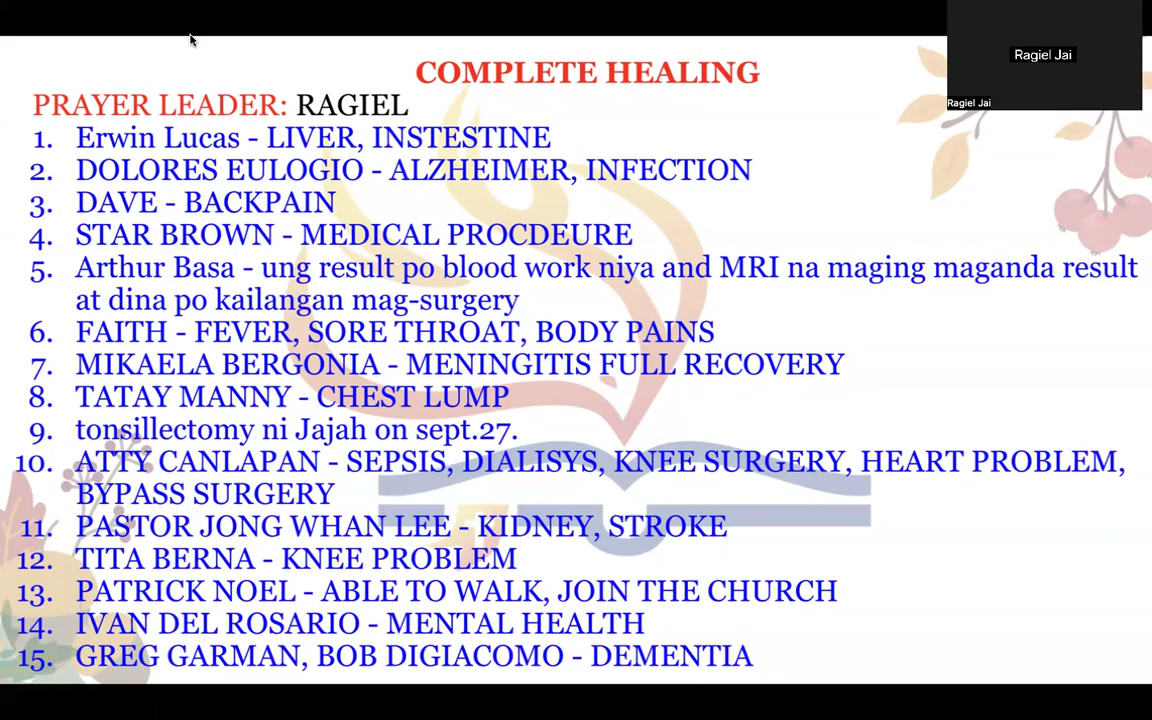 Ragiel Jai
Ragiel Jai
COMPLETE HEALING
PRAYER LEADER: RAGIEL
1. Erwin Lucas - LIVER, INSTESTINE
2. DOLORES EULOGIO - ALZHEIMER, INFECTION
3. DAVE - BACKPAIN
4. STAR BROWN - MEDICAL PROCDEURE
5. Arthur Basa - ung result po blood work niya and MRI na maging maganda result
at dina po kailangan mag-surgery
6. FAITH - FEVER, SORE THROAT, BODY PAINS
7. MIKAELA BERGONIA - MENINGITIS FULL RECOVERY
8. TATAY MANNY - CHEST LUMP
9. tonsillectomy ni Jajah on sept.27.
10. ATTY CANLAPAN - SEPSIS, DIALISYS, KNEE SURGERY, HEART PROBLEM,
BYPASS SURGERY
11. PASTOR JONG WHAN LEE - KIDNEY, STROKE
12. TITA BERNA - KNEE PROBLEM
13. PATRICK NOEL - ABLE TO WALK, JOIN THE CHURCH
14. IVAN DEL ROSARIO - MENTAL HEALTH
15. GREG GARMAN, BOB DIGIACOMO - DEMENTIA